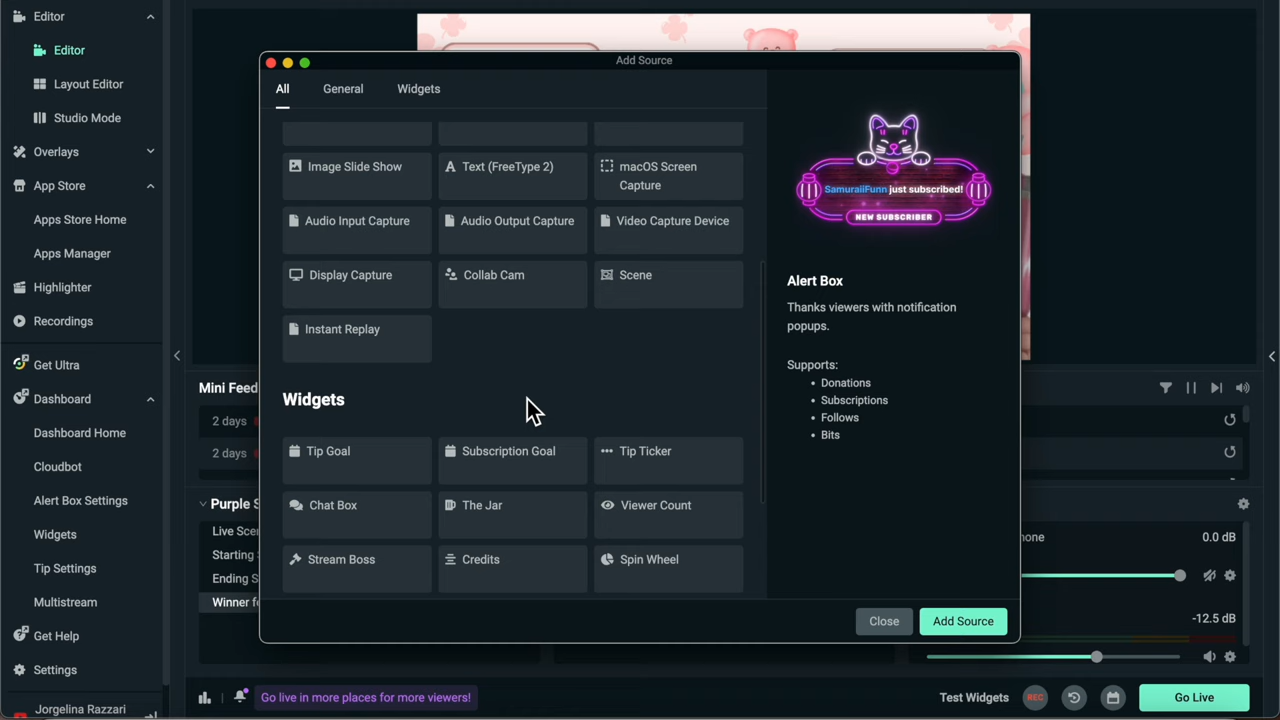 Editor
Editor
Layout Editor
Studio Mode
Overlays
App Store
Apps Store Home
Apps Manager
Highlighter
Recordings
Get Ultra
Dashboard
Dashboard Home
Cloudbot
Alert Box Settings
Widgets
Tip Settings
Multistream
Get Help
Settings
Jorgelina Razzari
Add Source
All
General
Widgets
Image Slide Show
Text (FreeType 2)
macOS Screen
Capture
Audio Input Capture
Audio Output Capture
Video Capture Device
Display Capture
Collab Cam
Scene
Instant Replay
Widgets
Tip Goal
Subscription Goal
Tip Ticker
Chat Box
The Jar
Viewer Count
Stream Boss
Credits
Spin Wheel
SamuraiiFunn just subscribed!
NEW SUBSCRIBER
Alert Box
Thanks viewers with notification
popups.
Supports:
• Donations
• Subscriptions
• Follows
• Bits
Close
Add Source
Mini Feed
2 days
2 days
Purple S
Live Scen
Starting
Ending S
Winner fo
hone
0.0 dB
-12.5 dB
Go live in more places for more viewers!
Test Widgets
REC
Go Live